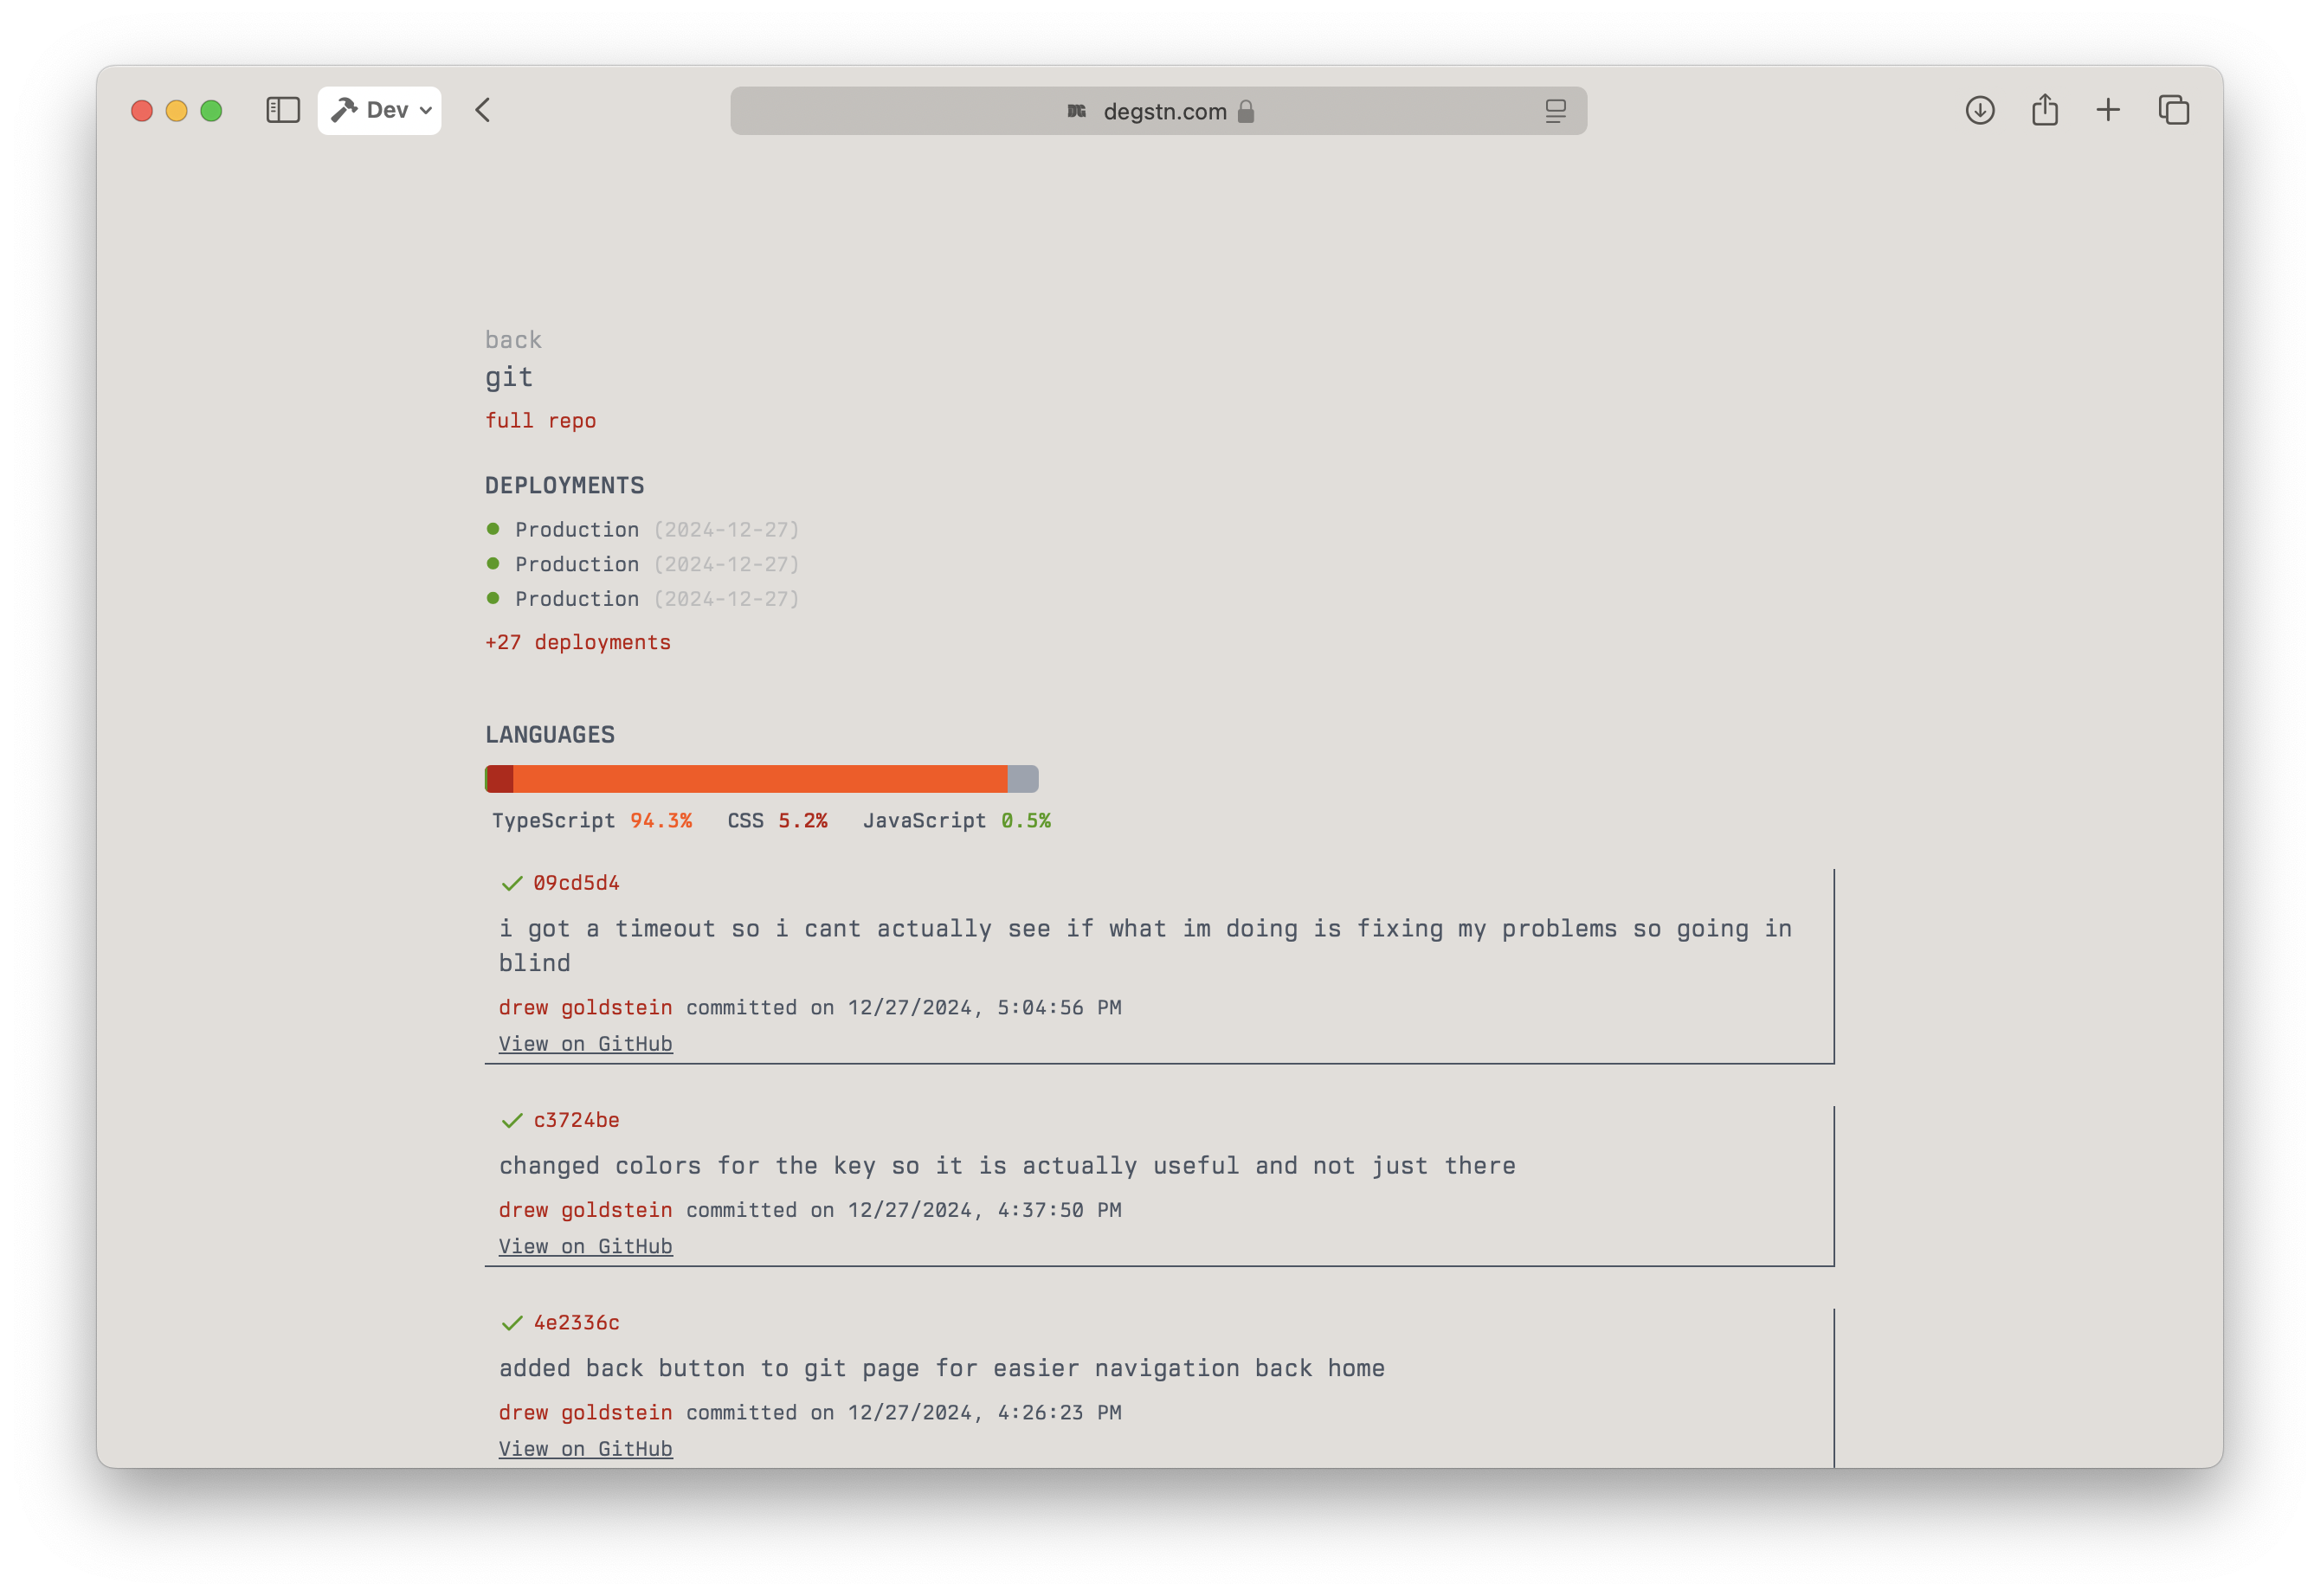 Dev
DG degstn.com
back
git
full repo
DEPLOYMENTS
Production (2024-12-27)
Production (2024-12-27)
Production (2024-12-27)
+27 deployments
LANGUAGES
TypeScript 94.3% CSS 5.2% JavaScript 0.5%
09cd5d4
i got a timeout so i cant actually see if what im doing is fixing my problems so going in
blind
drew goldstein committed on 12/27/2024, 5:04:56 PM
View on GitHub
c3724be
changed colors for the key so it is actually useful and not just there
drew goldstein committed on 12/27/2024, 4:37:50 PM
View on GitHub
4e2336c
added back button to git page for easier navigation back home
drew goldstein committed on 12/27/2024, 4:26:23 PM
View on GitHub